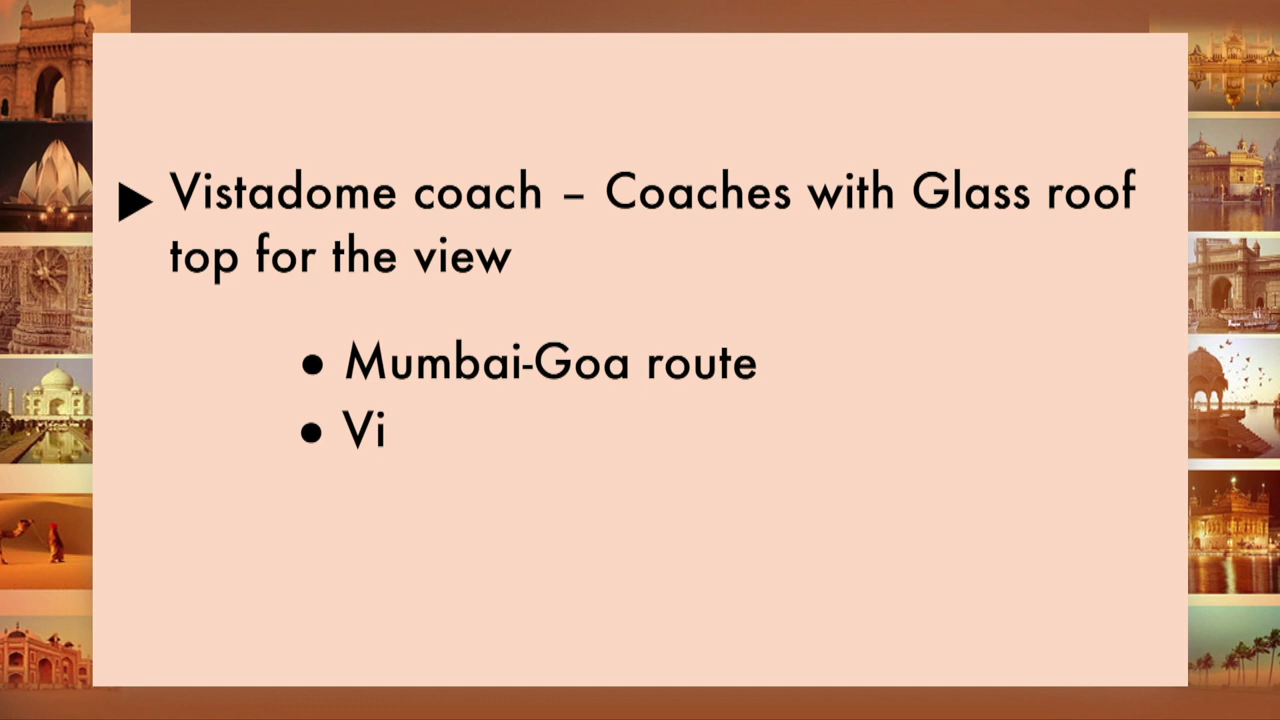 ▶ Vistadome coach – Coaches with Glass roof
top for the view
● Mumbai-Goa route
● Vi